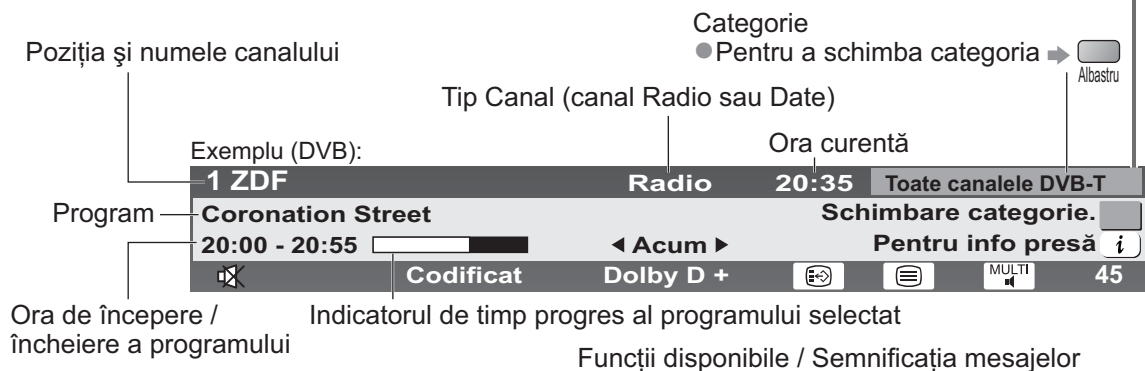 Categorie
Poziția şi numele canalului
●Pentru a schimba categoria
Albastru
Tip Canal (canal Radio sau Date)
Ora curentă
Exemplu (DVB):
1 ZDF Radio 20:35 Toate canalele DVB-T
Program
Coronation Street Schimbare categorie.
20:00 - 20:55 ◀ Acum ▶ Pentru info presă i
Codificat Dolby D + MULTI 45
Ora de începere / Indicatorul de timp progres al programului selectat
încheiere a programului
Funcții disponibile / Semnificația mesajelor